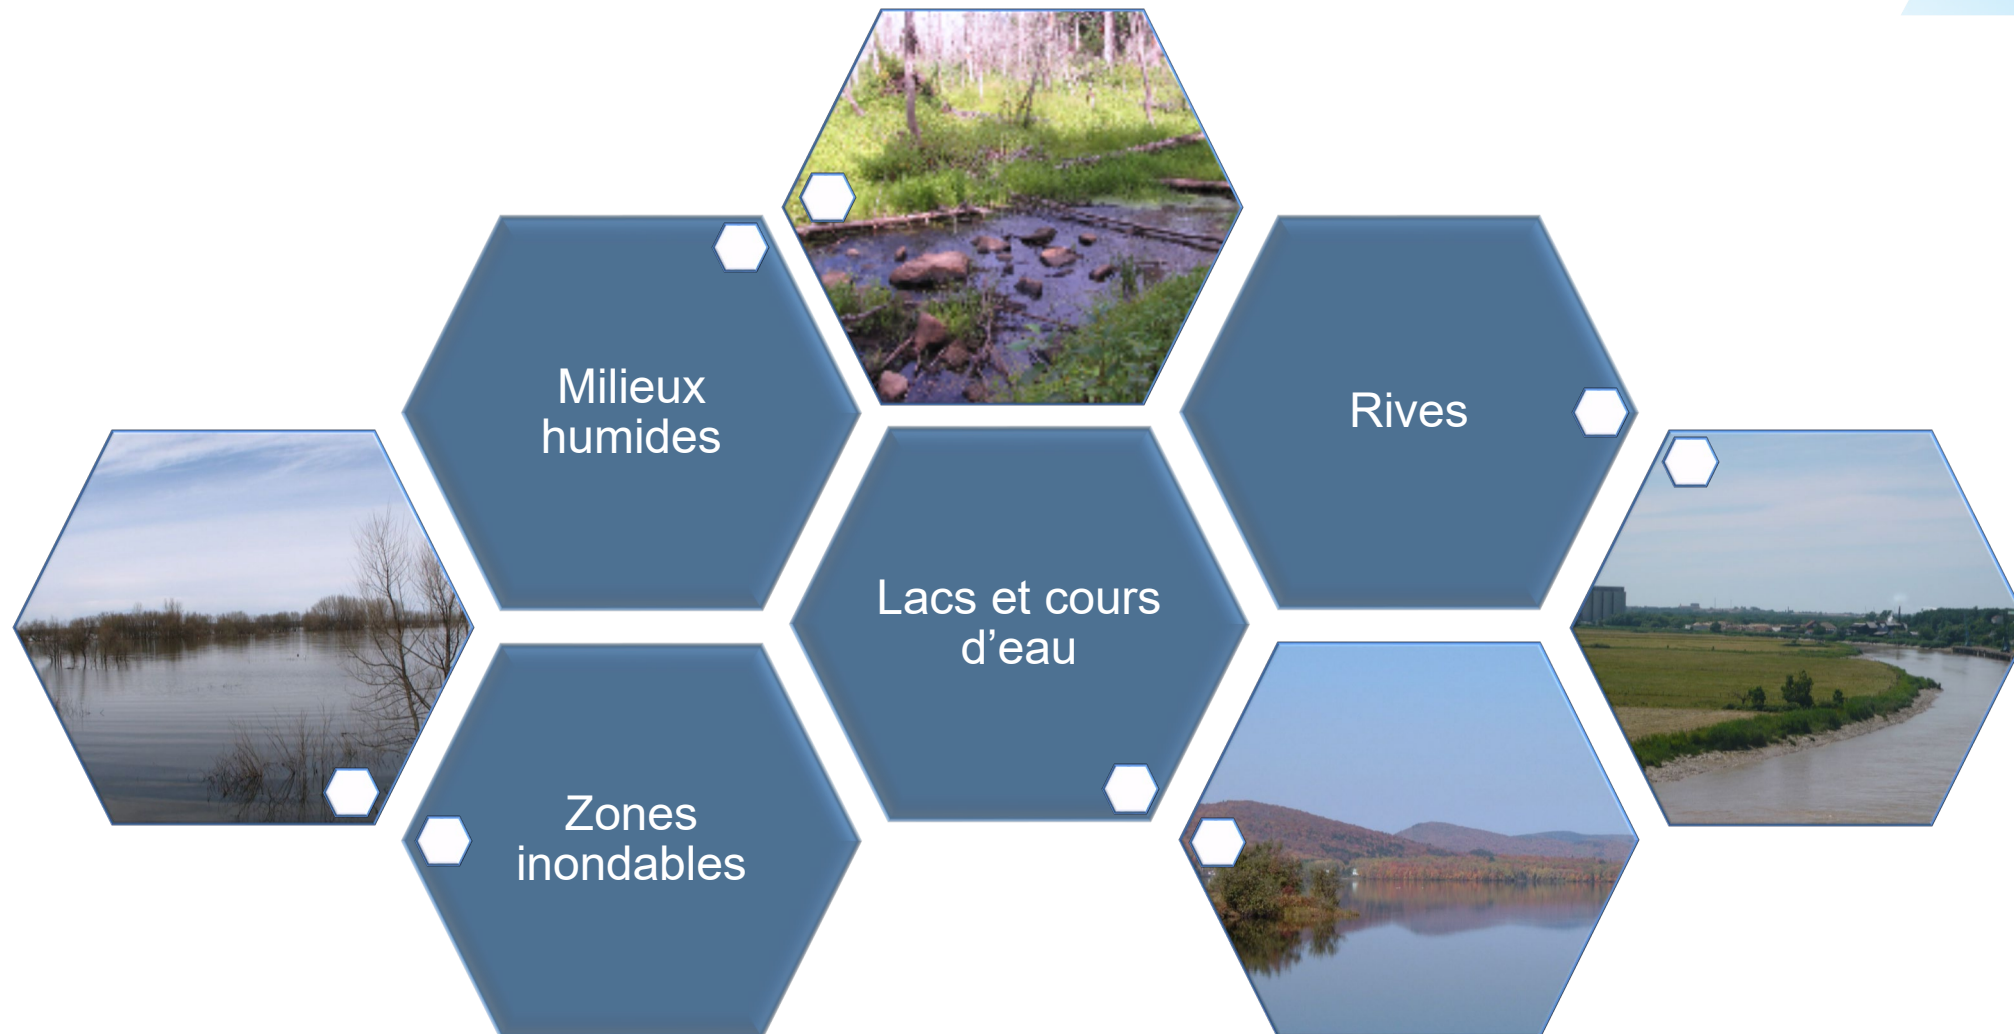 Milieux
humides
Rives
Lacs et cours
d’eau
Zones
inondables